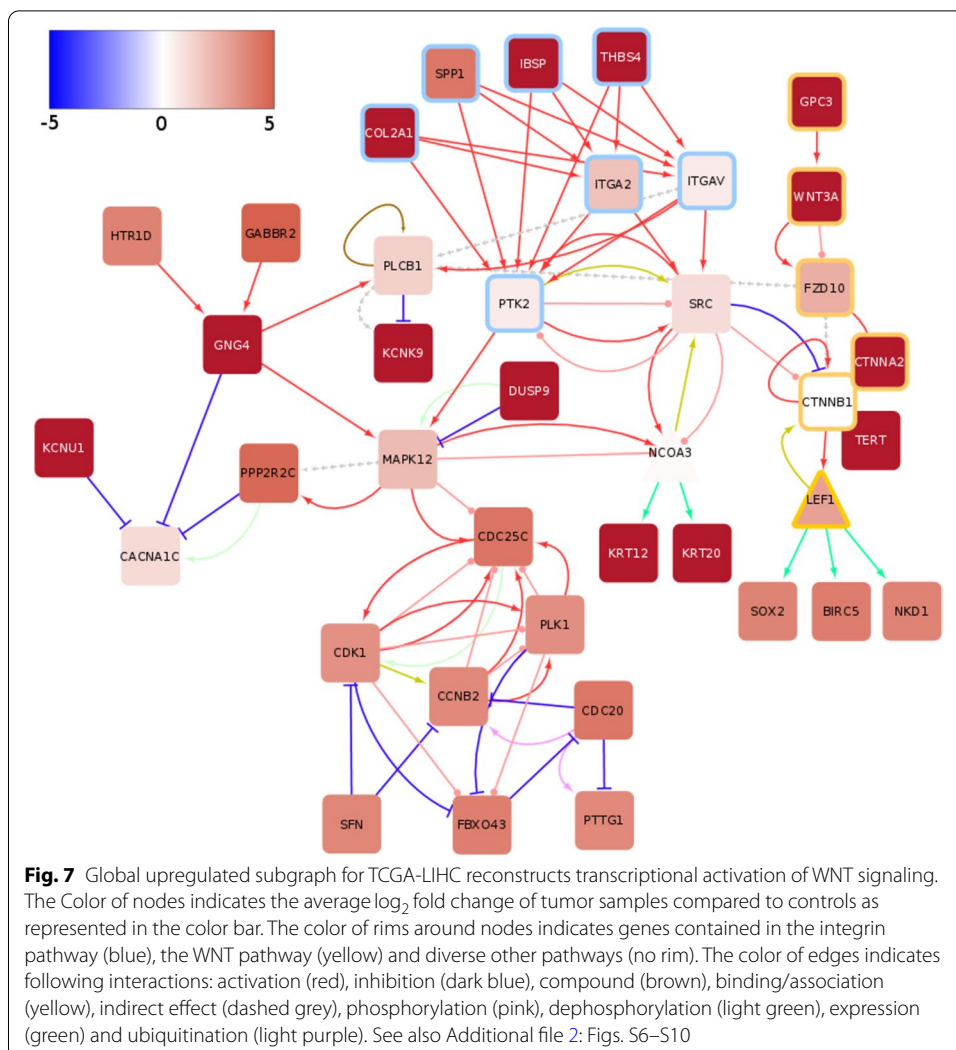 -5 0 5
SPP1 IBSP THBS4
GPC3
COL2A1
ITGA2 ITGAV
WNT3A
HTR1D GABBR2
PLCB1
FZD10
PTK2 SRC
GNG4 KCNK9 CTNNA2
DUSP9 CTNNB1
KCNU1 TERT
MAPK12 NCOA3
PPP2R2C
LEF1
CACNA1C CDC25C KRT12 KRT20
SOX2 BIRC5 NKD1
PLK1
CDK1
CCNB2 CDC20
SFN FBXO43 PTTG1
Fig. 7 Global upregulated subgraph for TCGA-LIHC reconstructs transcriptional activation of WNT signaling.
The Color of nodes indicates the average log₂ fold change of tumor samples compared to controls as
represented in the color bar. The color of rims around nodes indicates genes contained in the integrin
pathway (blue), the WNT pathway (yellow) and diverse other pathways (no rim). The color of edges indicates
following interactions: activation (red), inhibition (dark blue), compound (brown), binding/association
(yellow), indirect effect (dashed grey), phosphorylation (pink), dephosphorylation (light green), expression
(green) and ubiquitination (light purple). See also Additional file 2: Figs. S6–S10